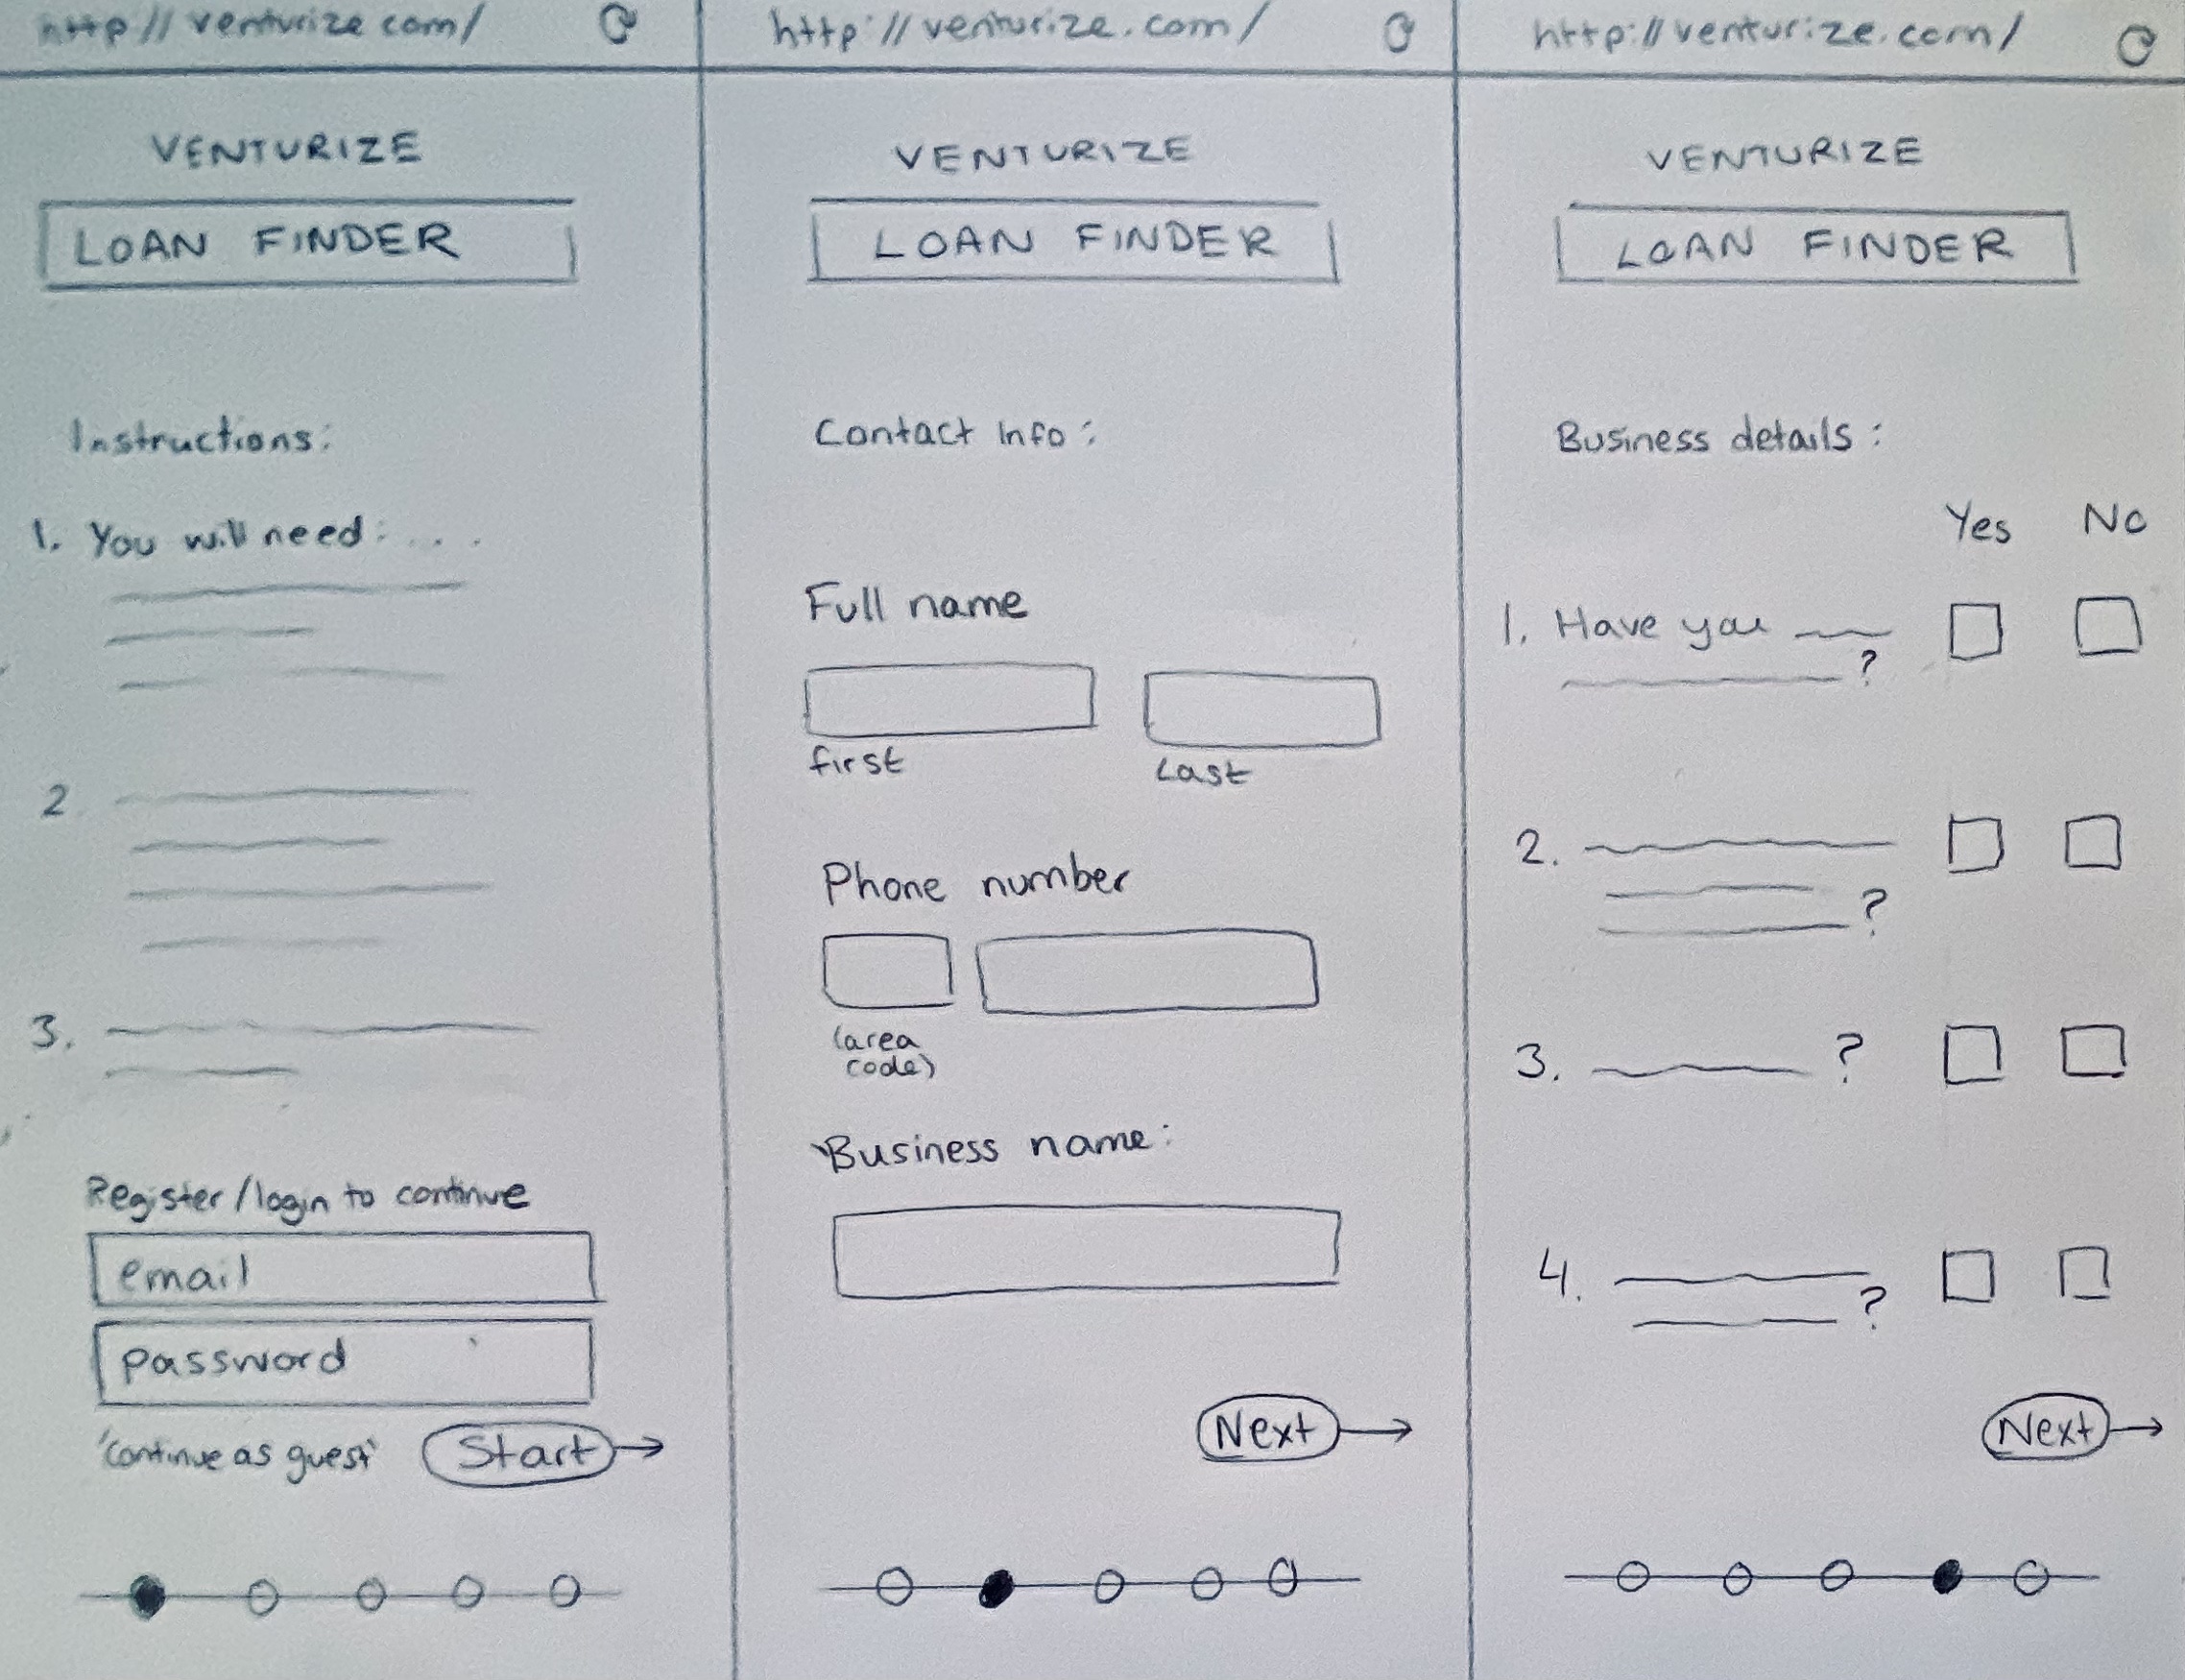 http// venturize com/
VENTURIZE
LOAN FINDER
Instructions:
1. You will need: ...
2
3.
Register/login to continue
email
password
'Continue as guest'
Start
http://venturize.com/
VENTURIZE
LOAN FINDER
Contact Info:
Full name
first
Last
Phone number
(area
code)
Business name:
Next
http://venturize.com/
VENTURIZE
LOAN FINDER
Business details:
Yes No
1. Have you
?
2.
?
3. ?
4.
?
Next